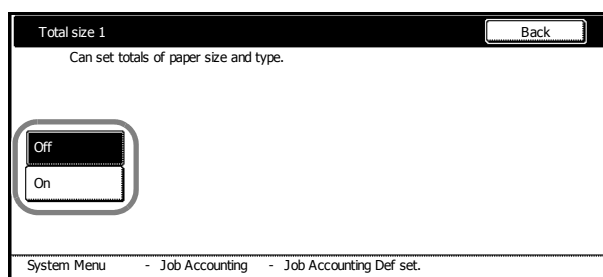 Total size 1 Back
Can set totals of paper size and type.
Off
On
System Menu - Job Accounting - Job Accounting Def set.